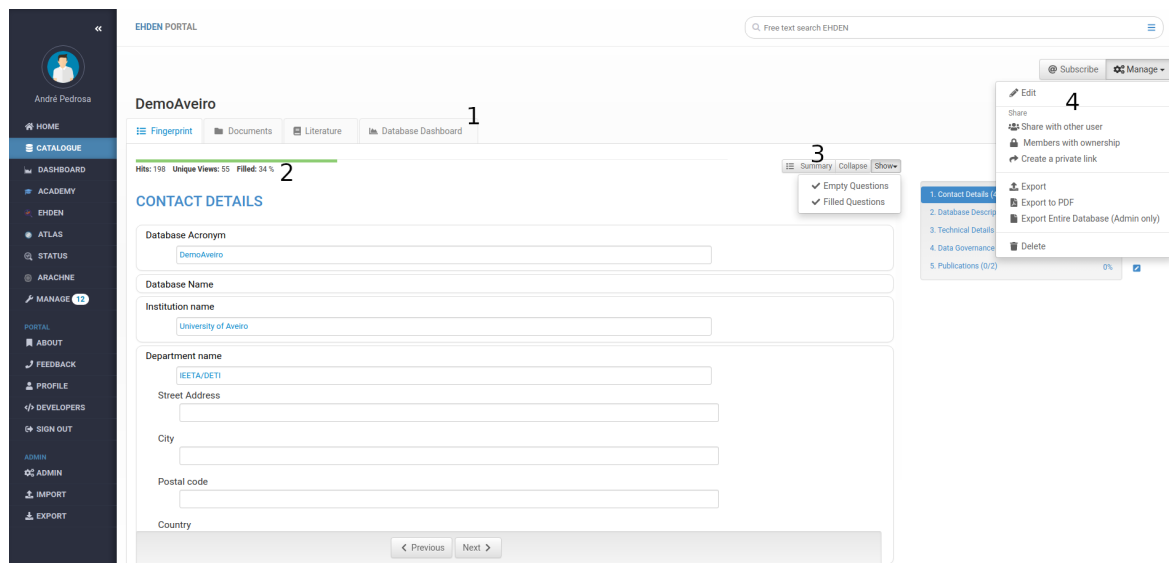 «
EHDEN PORTAL
Free text search EHDEN
André Pedrosa
HOME
CATALOGUE
DASHBOARD
ACADEMY
EHDEN
ATLAS
STATUS
ARACHNE
MANAGE 12
PORTAL
ABOUT
FEEDBACK
PROFILE
</> DEVELOPERS
SIGN OUT
ADMIN
ADMIN
IMPORT
EXPORT
@ Subscribe
Manage
DemoAveiro
1
Fingerprint
Documents
Literature
Database Dashboard
Hits: 198 Unique Views: 55 Filled: 34 %
2
3
Summary
Collapse
Show
Empty Questions
Filled Questions
CONTACT DETAILS
Database Acronym
DemoAveiro
Database Name
Institution name
University of Aveiro
Department name
IEETA/DETI
Street Address
City
Postal code
Country
Previous
Next
1. Contact Details (4
2. Database Descrip
3. Technical Details
4. Data Governance
5. Publications (0/2) 0%
Edit
4
Share
Share with other user
Members with ownership
Create a private link
Export
Export to PDF
Export Entire Database (Admin only)
Delete